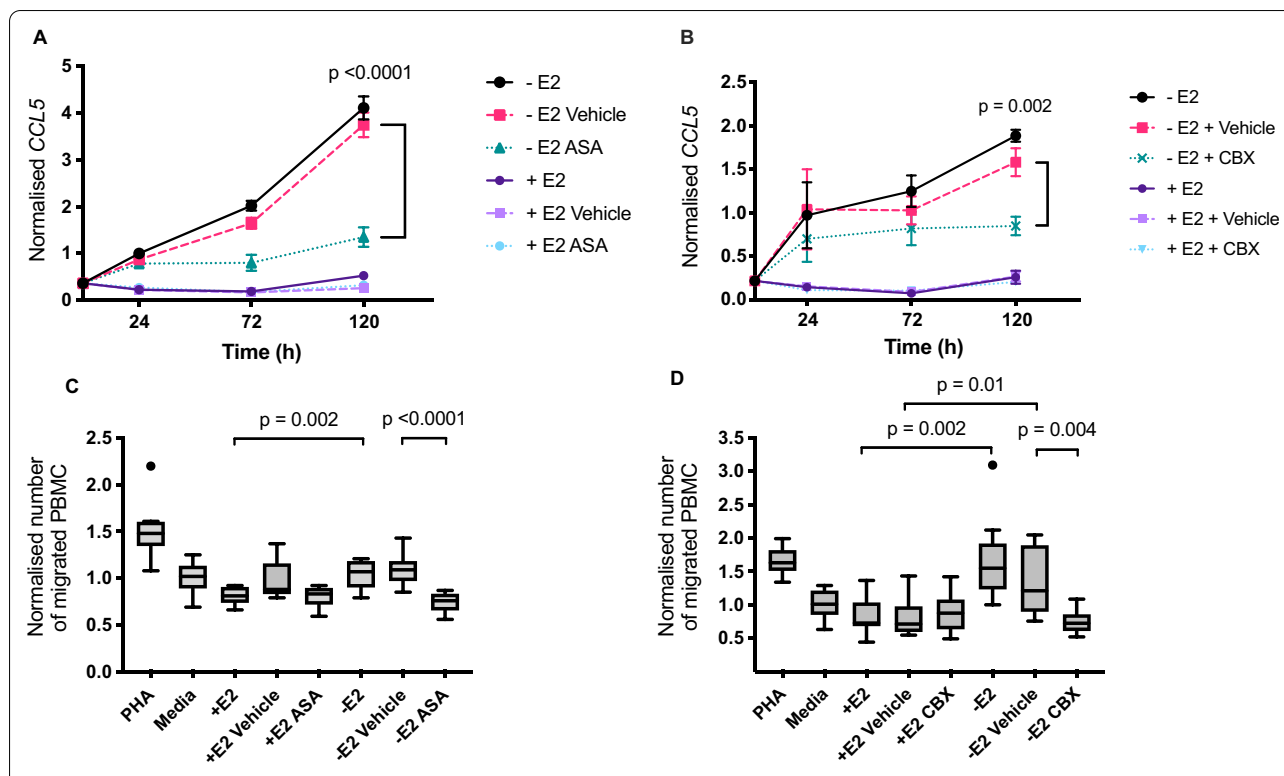 A
Normalised CCL5
5
4
3
2
1
0
24
72
120
Time (h)
p <0.0001
- E2
- E2 Vehicle
- E2 ASA
+ E2
+ E2 Vehicle
+ E2 ASA
B
Normalised CCL5
2.5
2.0
1.5
1.0
0.5
0.0
24
72
120
Time (h)
p = 0.002
- E2
- E2 + Vehicle
- E2 + CBX
+ E2
+ E2 + Vehicle
+ E2 + CBX
C
Normalised number
of migrated PBMC
2.5
2.0
1.5
1.0
0.5
0.0
p = 0.002
p <0.0001
PHA
Media
+E2
+E2 Vehicle
+E2 ASA
-E2
-E2 Vehicle
-E2 ASA
D
Normalised number
of migrated PBMC
3.5
3.0
2.5
2.0
1.5
1.0
0.5
p = 0.01
p = 0.002
p = 0.004
PHA
Media
+E2
+E2 Vehicle
+E2 CBX
-E2
-E2 Vehicle
-E2 CBX